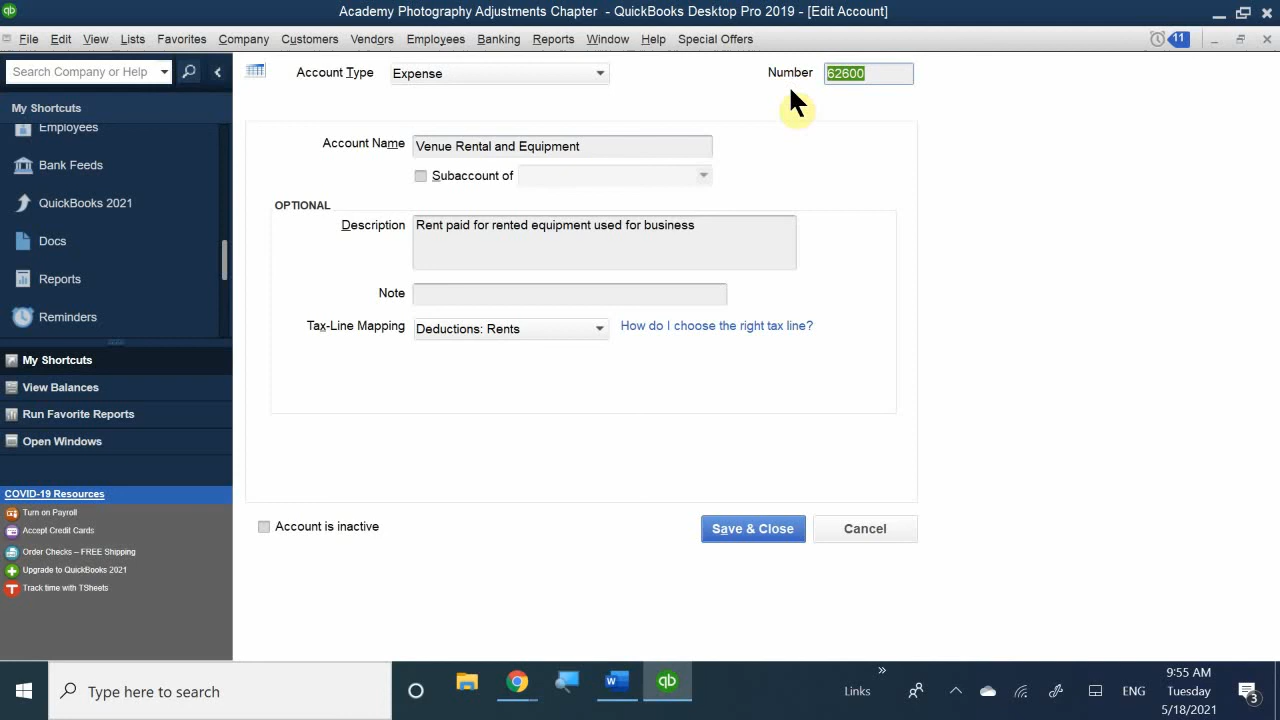 qb
Academy Photography Adjustments Chapter - QuickBooks Desktop Pro 2019 - [Edit Account]
File Edit View Lists Favorites Company Customers Vendors Employees Banking Reports Window Help Special Offers 11
Search Company or Help
My Shortcuts
Employees
Bank Feeds
QuickBooks 2021
Docs
Reports
Reminders
My Shortcuts
View Balances
Run Favorite Reports
Open Windows
COVID-19 Resources
Turn on Payroll
Accept Credit Cards
Order Checks – FREE Shipping
Upgrade to QuickBooks 2021
Track time with TSheets
Account Type Expense Number 62600
Account Name Venue Rental and Equipment
Subaccount of
OPTIONAL
Description Rent paid for rented equipment used for business
Note
Tax-Line Mapping Deductions: Rents How do I choose the right tax line?
Account is inactive Save & Close Cancel
Type here to search
W
qb
Links
ENG
9:55 AM
Tuesday
5/18/2021
3